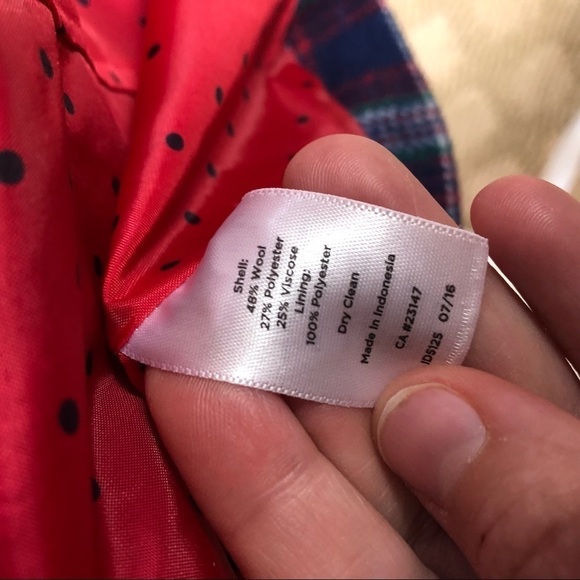 Shell:
48% Wool
27% Polyester
25% Viscose
Lining:
100% Polyester
Dry Clean
Made in Indonesia
CA #23147
IDS125 07/16